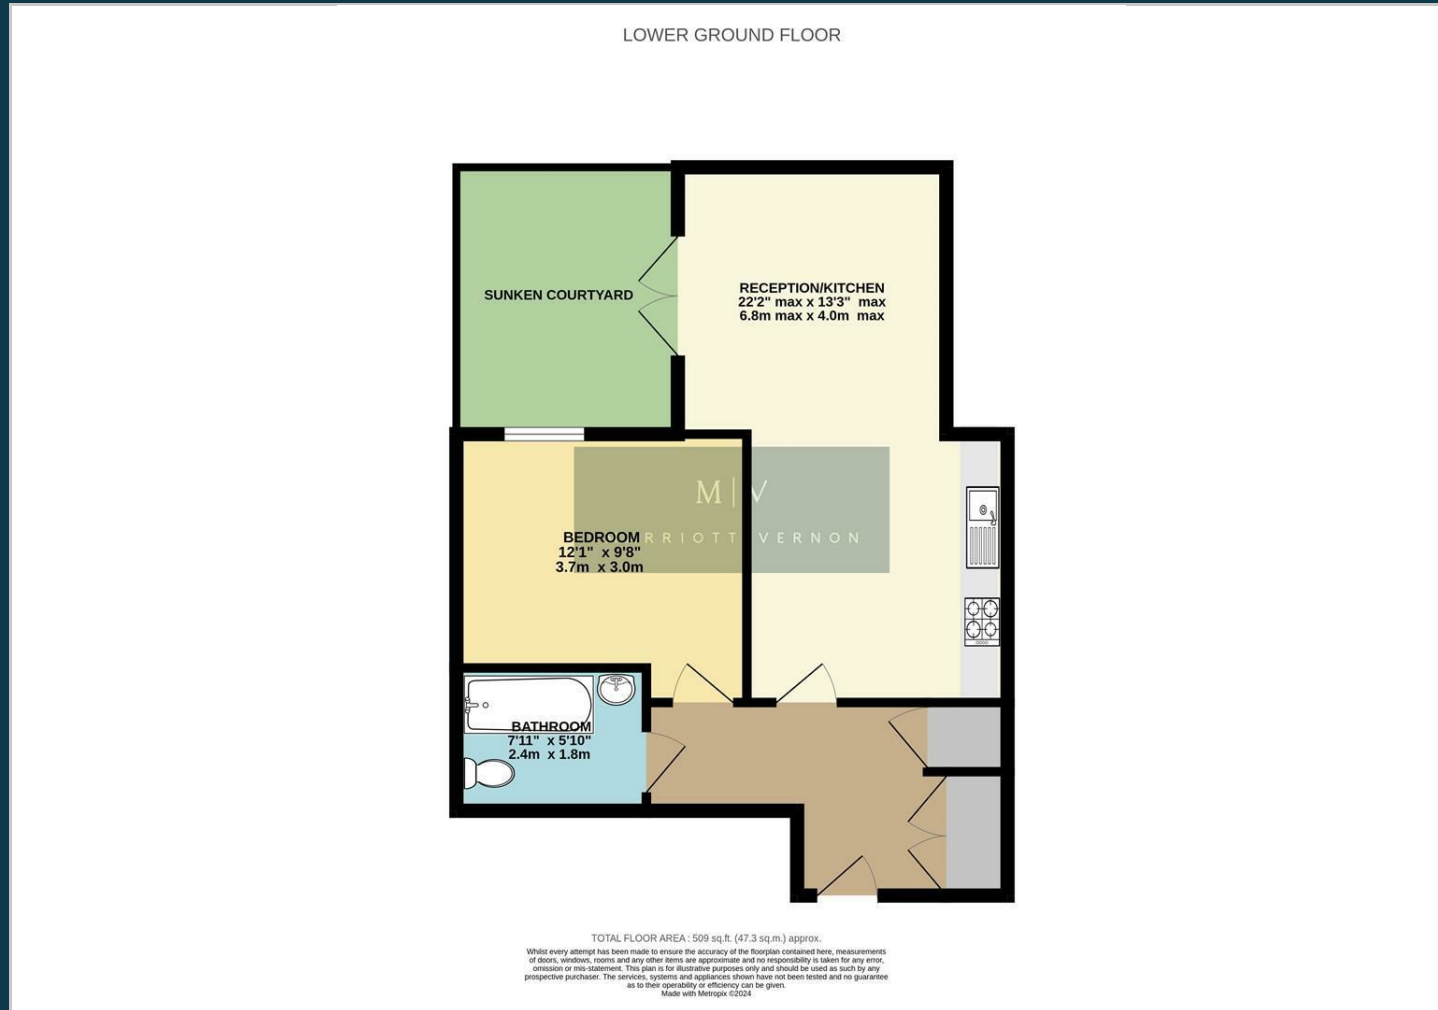 LOWER GROUND FLOOR
SUNKEN COURTYARD
RECEPTION/KITCHEN
22'2" max x 13'3" max
6.8m max x 4.0m max
M|V
RRIOTT VERNON
BEDROOM
12'1" x 9'8"
3.7m x 3.0m
BATHROOM
7'11" x 5'10"
2.4m x 1.8m
TOTAL FLOOR AREA : 509 sq.ft. (47.3 sq.m.) approx.
Whilst every attempt has been made to ensure the accuracy of the floorplan contained here, measurements
of doors, windows, rooms and any other items are approximate and no responsibility is taken for any error,
omission or mis-statement. This plan is for illustrative purposes only and should be used as such by any
prospective purchaser. The services, systems and appliances shown have not been tested and no guarantee
as to their operability or efficiency can be given.
Made with Metropix ©2024